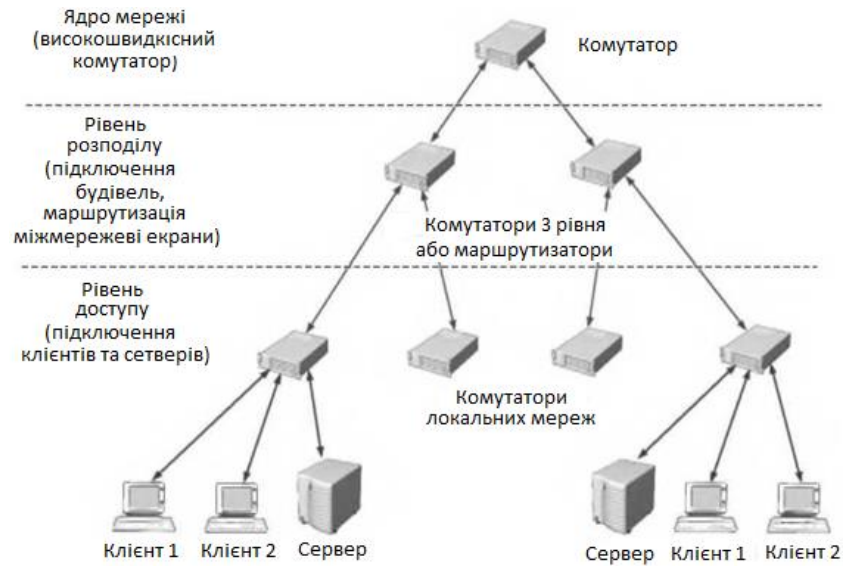 Ядро мережі
(високошвидкісний
комутатор)
Комутатор
Рівень
розподілу
(підключення
будівель,
маршрутизація
міжмережеві екрани)
Комутатори 3 рівня
або маршрутизатори
Рівень
доступу
(підключення
клієнтів та сетверів)
Комутатори
локальних мереж
Клієнт 1
Клієнт 2
Сервер
Сервер
Клієнт 1
Клієнт 2